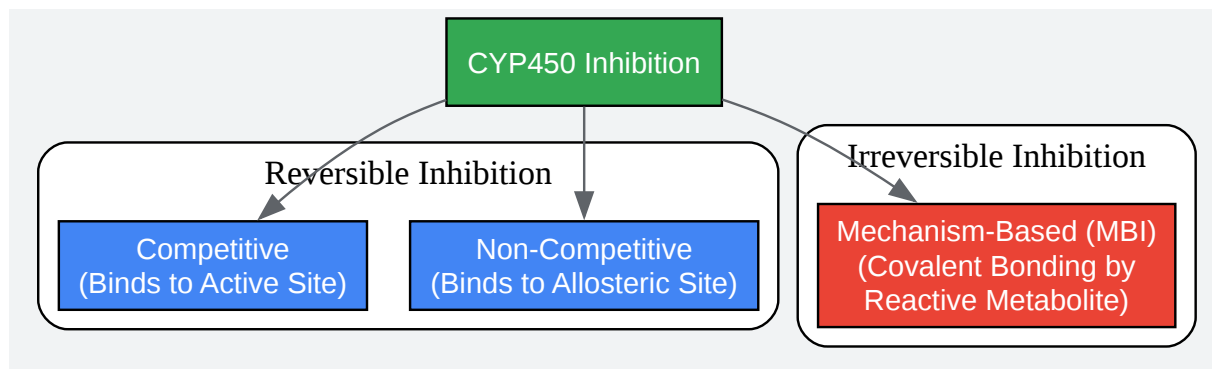 CYP450 Inhibition
Reversible Inhibition
Irreversible Inhibition
Competitive
(Binds to Active Site)
Non-Competitive
(Binds to Allosteric Site)
Mechanism-Based (MBI)
(Covalent Bonding by
Reactive Metabolite)